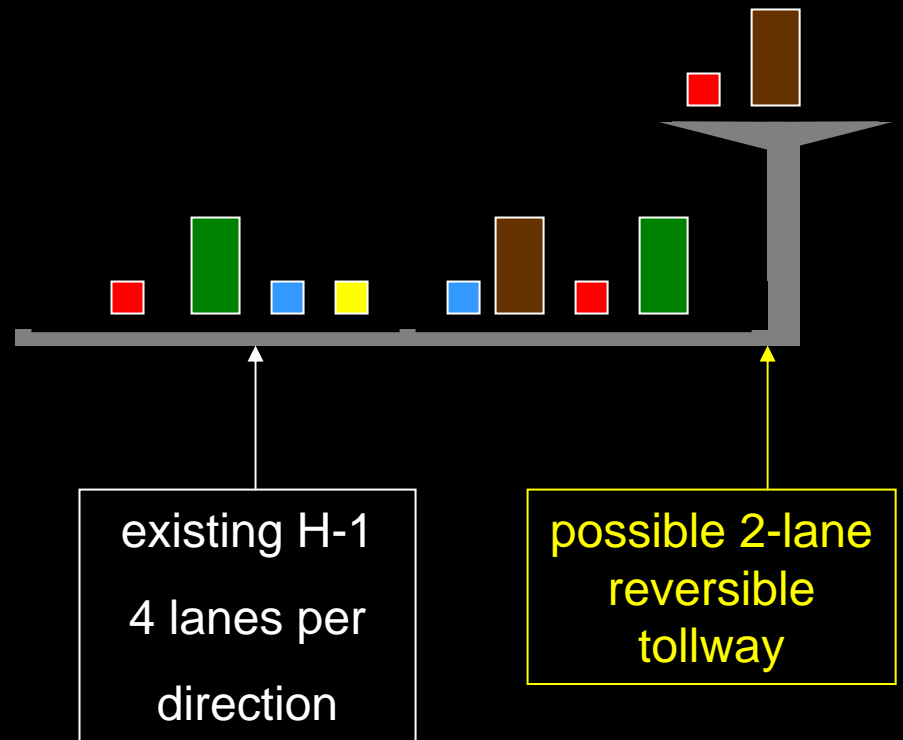 existing H-1
4 lanes per
direction
possible 2-lane
reversible
tollway